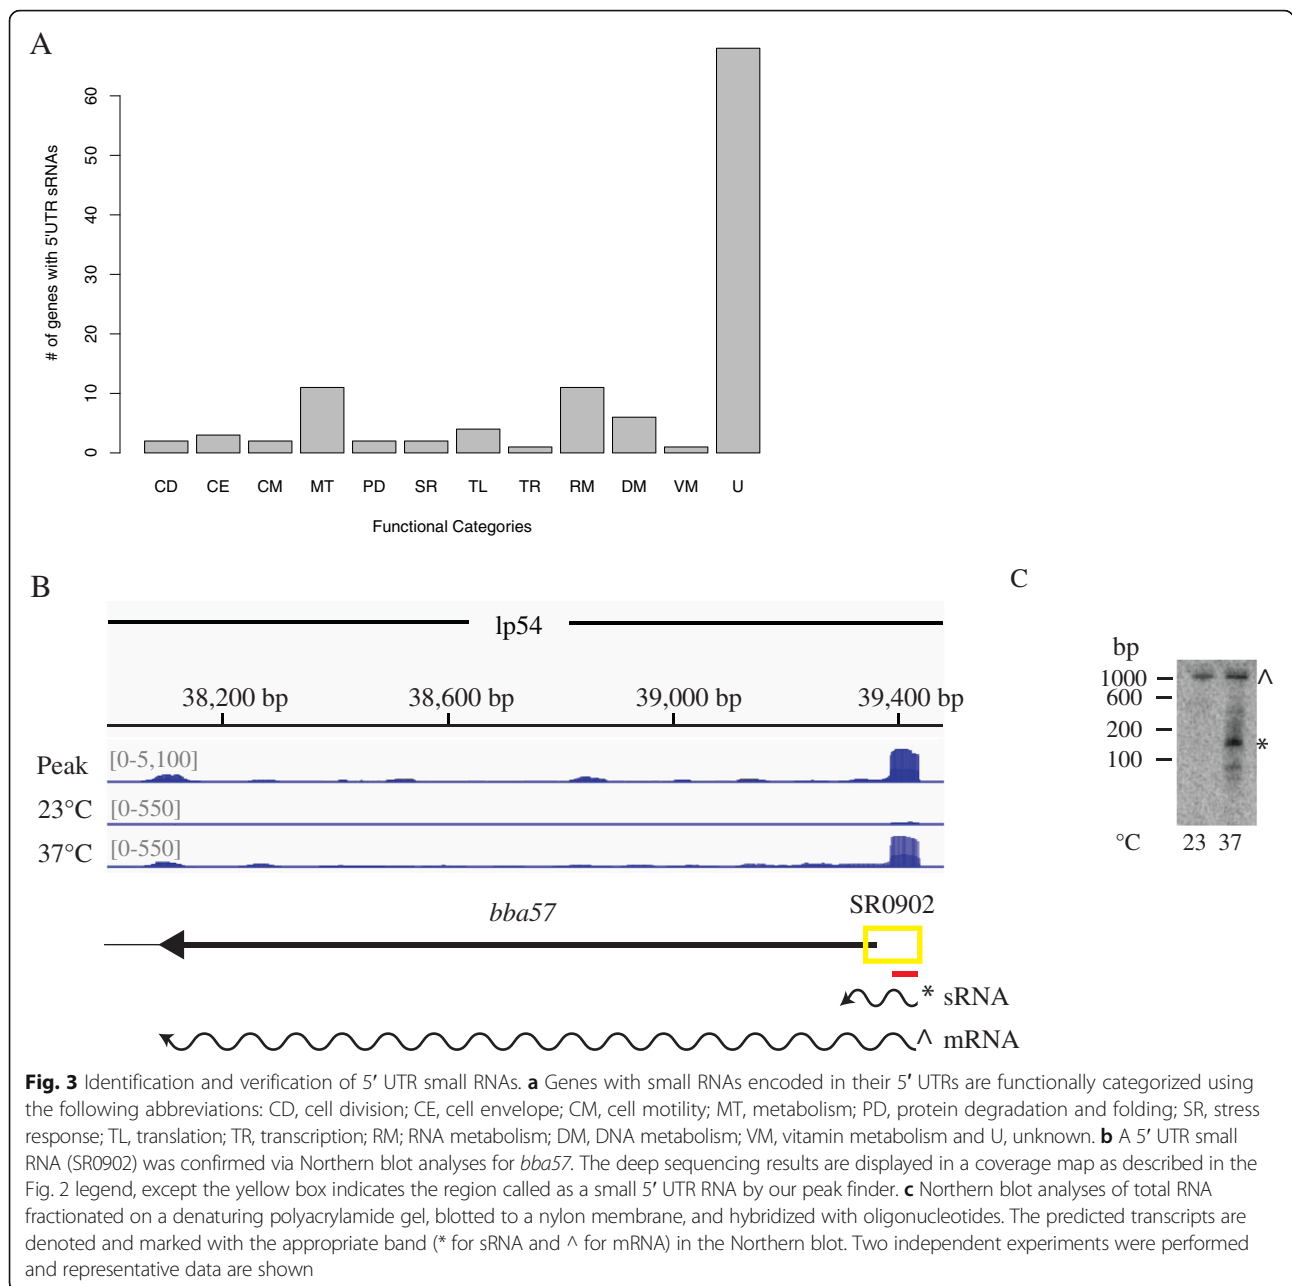 A
# of genes with 5'UTR sRNAs
60
50
40
30
20
10
0
CD CE CM MT PD SR TL TR RM DM VM U
Functional Categories
B
lp54
38,200 bp 38,600 bp 39,000 bp 39,400 bp
Peak [0-5,100]
23°C [0-550]
37°C [0-550]
bba57 SR0902
* sRNA
^ mRNA
C
bp
1000 ^
600
200
*
100
°C 23 37
Fig. 3 Identification and verification of 5′ UTR small RNAs. a Genes with small RNAs encoded in their 5′ UTRs are functionally categorized using
the following abbreviations: CD, cell division; CE, cell envelope; CM, cell motility; MT, metabolism; PD, protein degradation and folding; SR, stress
response; TL, translation; TR, transcription; RM; RNA metabolism; DM, DNA metabolism; VM, vitamin metabolism and U, unknown. b A 5′ UTR small
RNA (SR0902) was confirmed via Northern blot analyses for bba57. The deep sequencing results are displayed in a coverage map as described in the
Fig. 2 legend, except the yellow box indicates the region called as a small 5′ UTR RNA by our peak finder. c Northern blot analyses of total RNA
fractionated on a denaturing polyacrylamide gel, blotted to a nylon membrane, and hybridized with oligonucleotides. The predicted transcripts are
denoted and marked with the appropriate band (* for sRNA and ^ for mRNA) in the Northern blot. Two independent experiments were performed
and representative data are shown